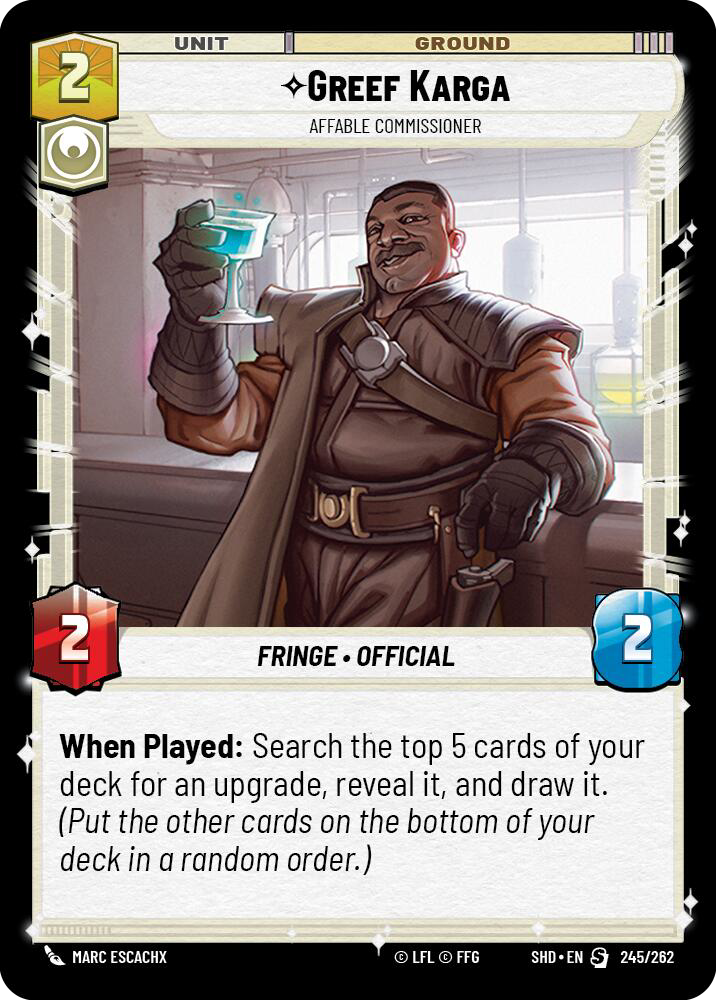 UNIT GROUND
2
GREEF KARGA
AFFABLE COMMISSIONER
2 FRINGE • OFFICIAL 2
When Played: Search the top 5 cards of your
deck for an upgrade, reveal it, and draw it.
(Put the other cards on the bottom of your
deck in a random order.)
MARC ESCACHX © LFL © FFG SHD • EN S 245/262